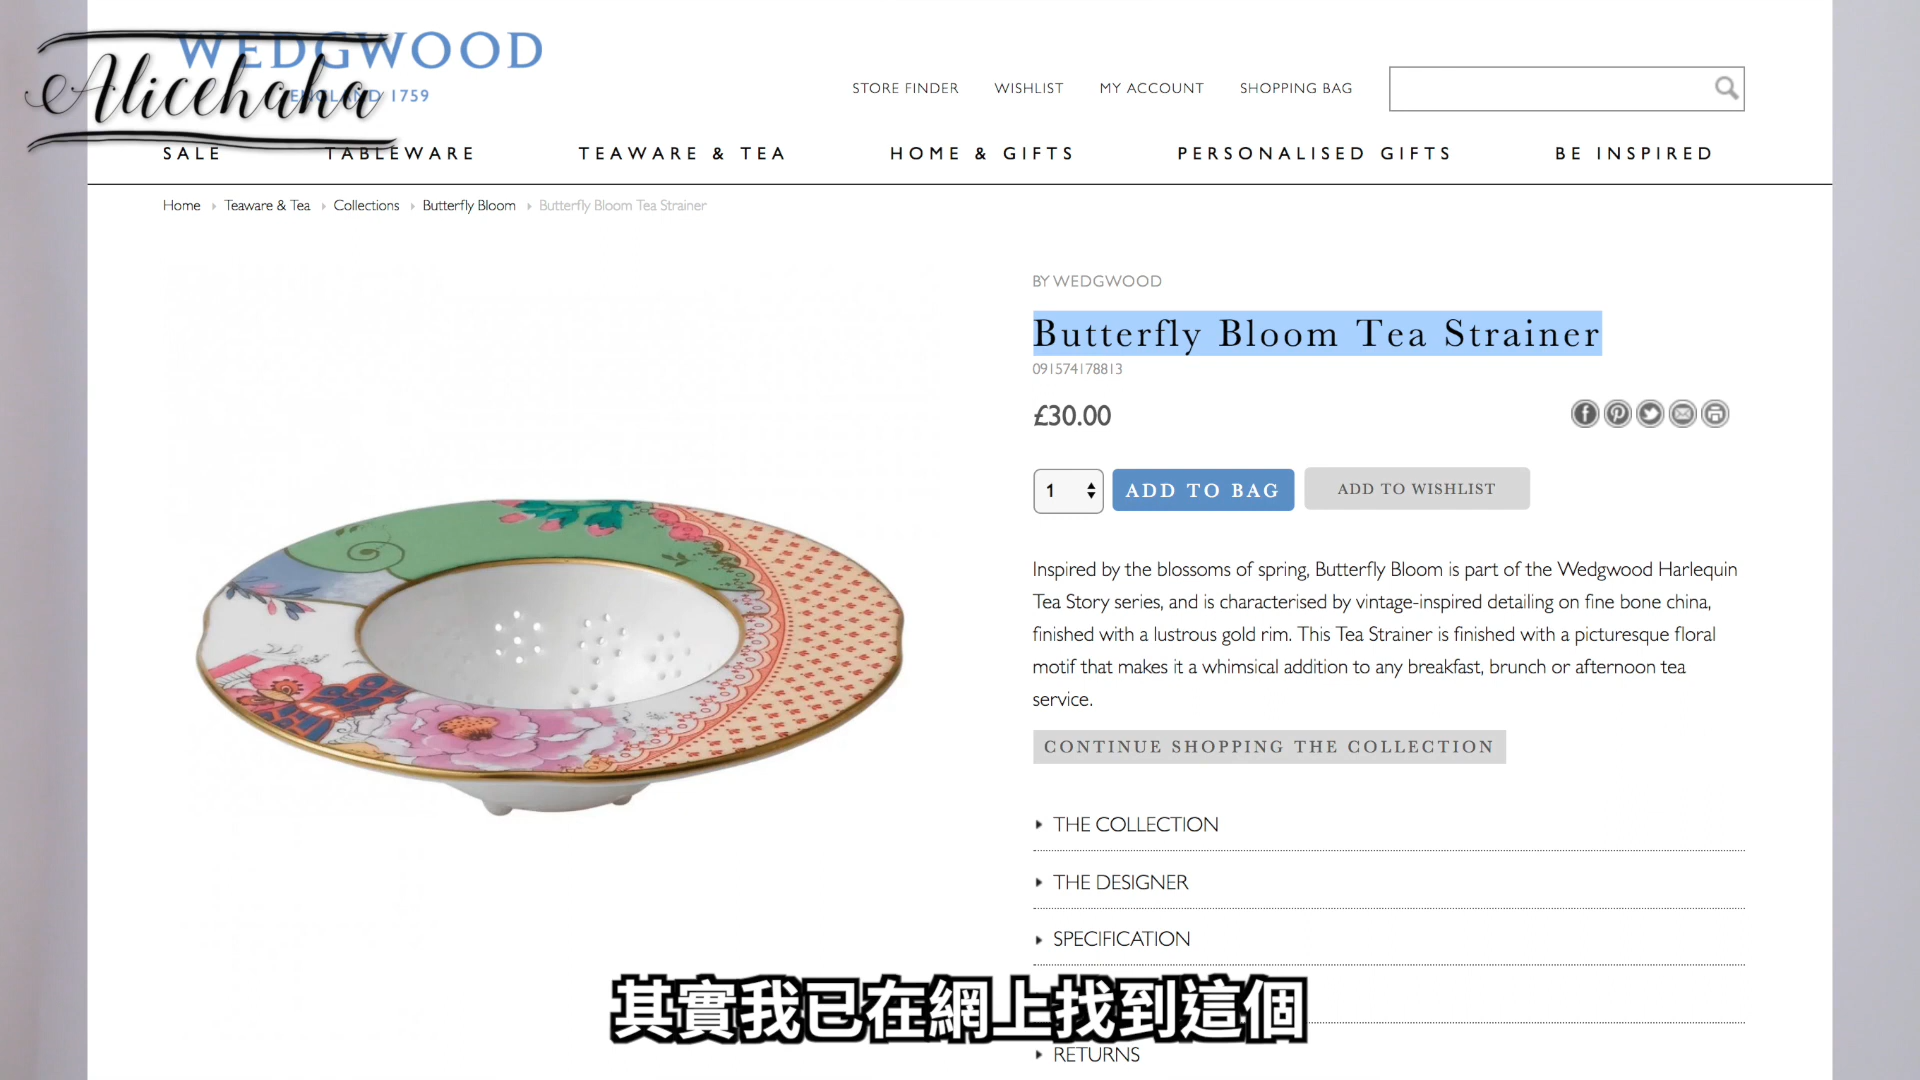 WEDGWOOD
ENGLAND 1759
Alicehaha
STORE FINDER WISHLIST MY ACCOUNT SHOPPING BAG
SALE TABLEWARE TEAWARE & TEA HOME & GIFTS PERSONALISED GIFTS BE INSPIRED
Home Teaware & Tea Collections Butterfly Bloom Butterfly Bloom Tea Strainer
BY WEDGWOOD
Butterfly Bloom Tea Strainer
091574178813
£30.00
1 ADD TO BAG ADD TO WISHLIST
Inspired by the blossoms of spring, Butterfly Bloom is part of the Wedgwood Harlequin
Tea Story series, and is characterised by vintage-inspired detailing on fine bone china,
finished with a lustrous gold rim. This Tea Strainer is finished with a picturesque floral
motif that makes it a whimsical addition to any breakfast, brunch or afternoon tea
service.
CONTINUE SHOPPING THE COLLECTION
THE COLLECTION
THE DESIGNER
SPECIFICATION
其實我已在網上找到這個
RETURNS